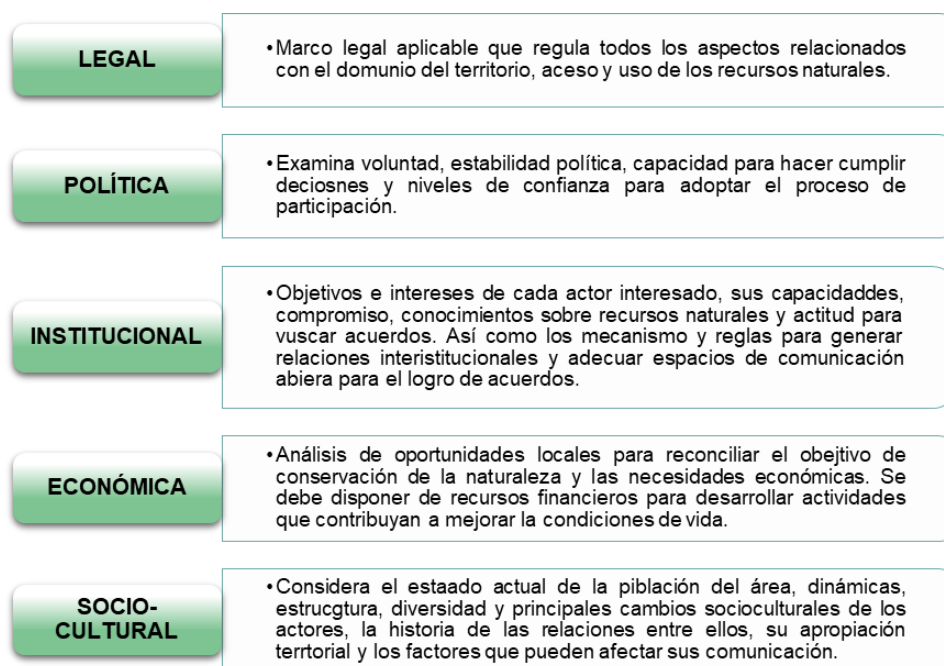 LEGAL
•Marco legal aplicable que regula todos los aspectos relacionados
con el domunio del territorio, aceso y uso de los recursos naturales.
POLÍTICA
•Examina voluntad, estabilidad política, capacidad para hacer cumplir
deciosnes y niveles de confianza para adoptar el proceso de
participación.
INSTITUCIONAL
•Objetivos e intereses de cada actor interesado, sus capacidaddes,
compromiso, conocimientos sobre recursos naturales y actitud para
vuscar acuerdos. Así como los mecanismo y reglas para generar
relaciones interistitucionales y adecuar espacios de comunicación
abiera para el logro de acuerdos.
ECONÓMICA
•Análisis de oportunidades locales para reconciliar el obejtivo de
conservación de la naturaleza y las necesidades económicas. Se
debe disponer de recursos financieros para desarrollar actividades
que contribuyan a mejorar la condiciones de vida.
SOCIO-
CULTURAL
•Considera el estaado actual de la piblación del área, dinámicas,
estrucgtura, diversidad y principales cambios socioculturales de los
actores, la historia de las relaciones entre ellos, su apropiación
terrtorial y los factores que pueden afectar sus comunicación.